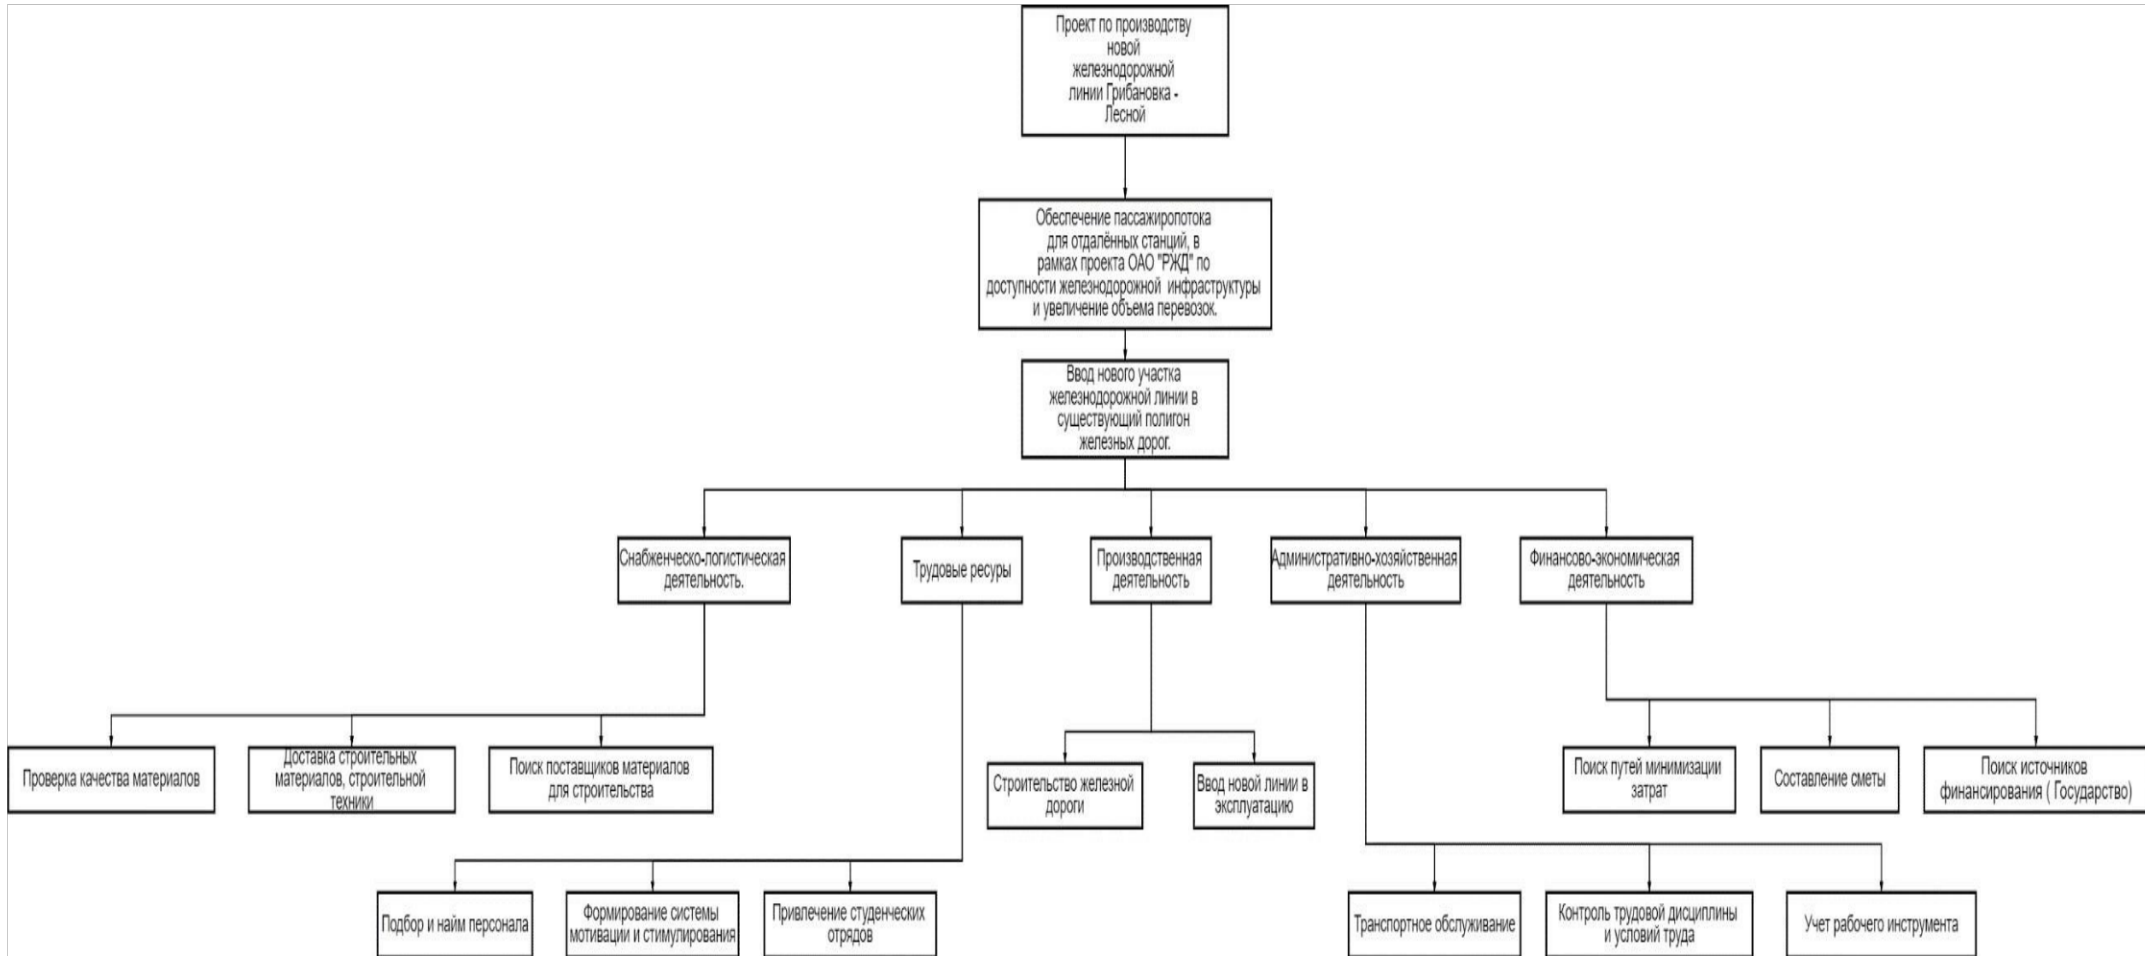 Проект по производству
новой
железнодорожной
линии Грибановка -
Лесной
Обеспечение пассажиропотока
для отдалённых станций, в
рамках проекта ОАО "РЖД" по
доступности железнодорожной инфраструктуры
и увеличение объема перевозок.
Ввод нового участка
железнодорожной линии в
существующий полигон
железных дорог.
Снабженческо-логистическая
деятельность.
Трудовые ресуры
Производственная
деятельность
Административно-хозяйственная
деятельность
Финансово-экономическая
деятельность
Проверка качества материалов
Доставка строительных
материалов, строительной
техники
Поиск поставщиков материалов
для строительства
Строительство железной
дороги
Ввод новой линии в
эксплуатацию
Поиск путей минимизации
затрат
Составление сметы
Поиск источников
финансирования ( Государство)
Подбор и найм персонала
Формирование системы
мотивации и стимулирования
Привлечение студенческих
отрядов
Транспортное обслуживание
Контроль трудовой дисциплины
и условий труда
Учет рабочего инструмента